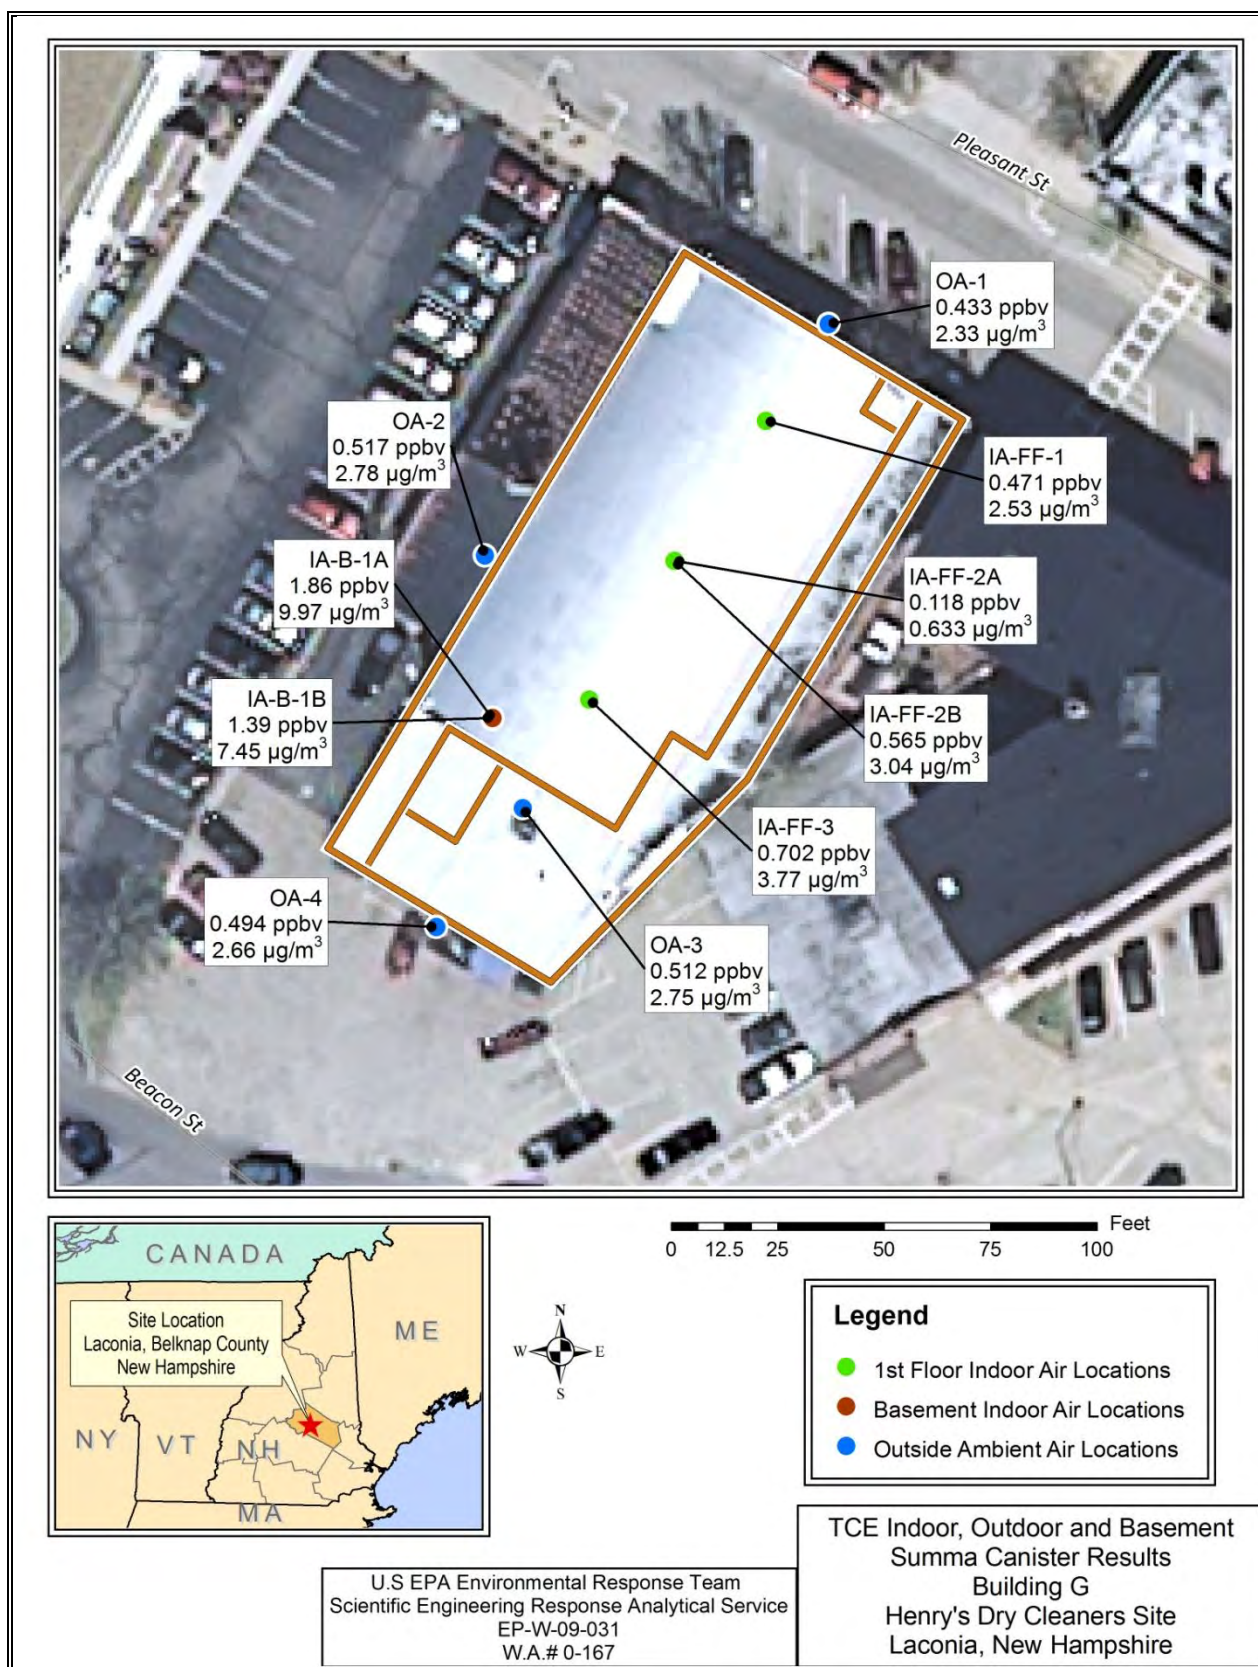 Pleasant St
OA-1
0.433 ppbv
2.33 µg/m³
OA-2
0.517 ppbv
2.78 µg/m³
IA-FF-1
0.471 ppbv
2.53 µg/m³
IA-B-1A
1.86 ppbv
9.97 µg/m³
IA-FF-2A
0.118 ppbv
0.633 µg/m³
IA-B-1B
1.39 ppbv
7.45 µg/m³
IA-FF-2B
0.565 ppbv
3.04 µg/m³
IA-FF-3
0.702 ppbv
3.77 µg/m³
OA-4
0.494 ppbv
2.66 µg/m³
OA-3
0.512 ppbv
2.75 µg/m³
Beacon St
CANADA
Site Location
Laconia, Belknap County
New Hampshire
ME
NY
VT
NH
MA
N
W
E
S
Feet
0 12.5 25 50 75 100
Legend
1st Floor Indoor Air Locations
Basement Indoor Air Locations
Outside Ambient Air Locations
U.S EPA Environmental Response Team
Scientific Engineering Response Analytical Service
EP-W-09-031
W.A.# 0-167
TCE Indoor, Outdoor and Basement
Summa Canister Results
Building G
Henry's Dry Cleaners Site
Laconia, New Hampshire